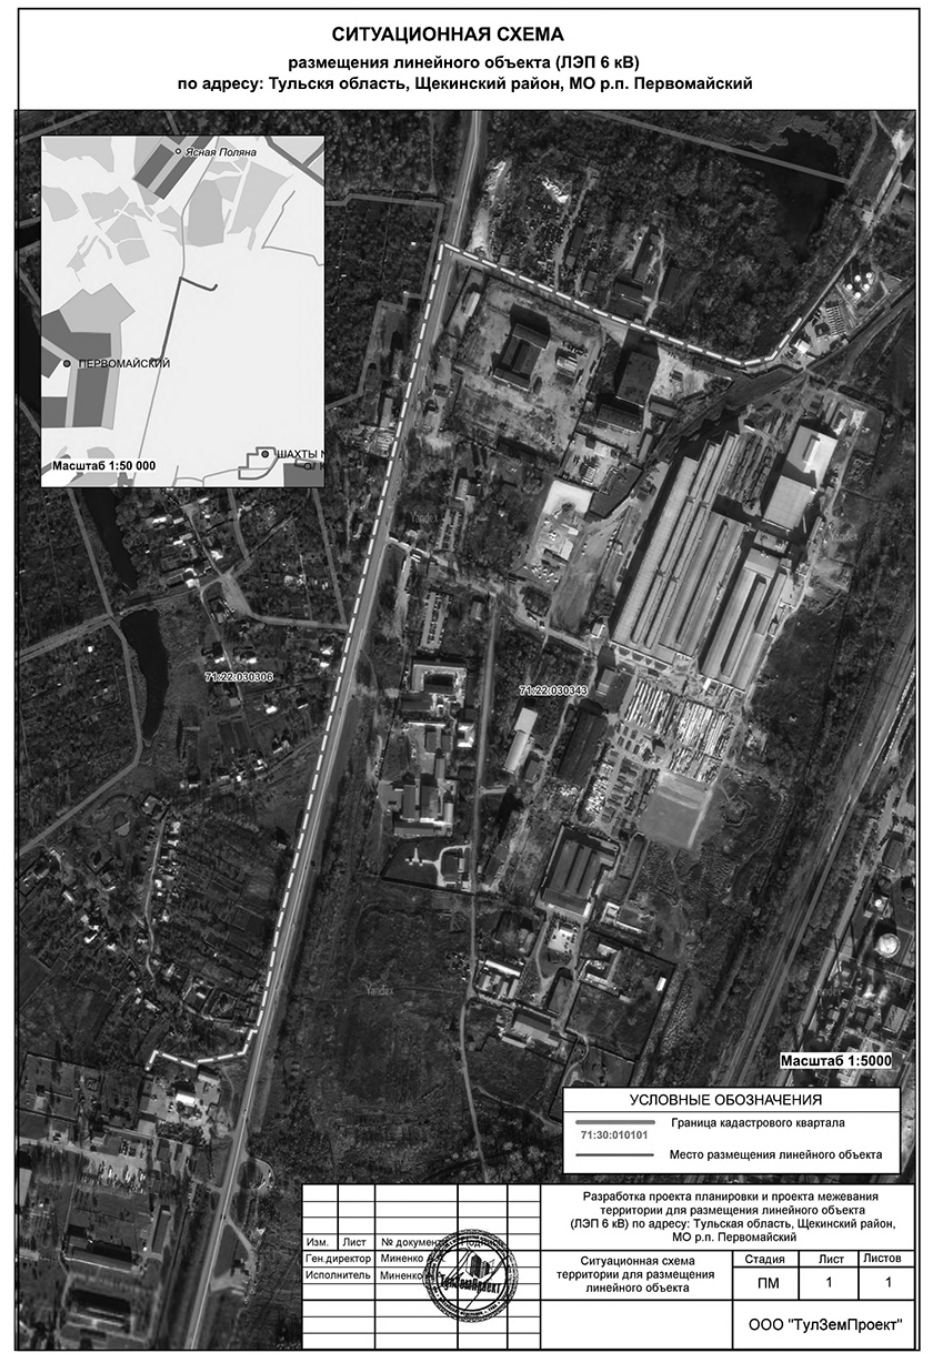 СИТУАЦИОННАЯ СХЕМА
размещения линейного объекта (ЛЭП 6 кВ)
по адресу: Тульскя область, Щекинский район, МО р.п. Первомайский
Ясная Поляна
ПЕРВОМАЙСКИЙ
ШАХТЫ
Масштаб 1:50 000
Yandex
71:22:030306
71:22:030343
Yandex
Yandex
Масштаб 1:5000
УСЛОВНЫЕ ОБОЗНАЧЕНИЯ
Граница кадастрового квартала
71:30:010101
Место размещения линейного объекта
Разработка проекта планировки и проекта межевания
территории для размещения линейного объекта
(ЛЭП 6 кВ) по адресу: Тульская область, Щекинский район,
МО р.п. Первомайский
Изм. Лист № документа Подпись
Ген.директор Миненко
Исполнитель Миненко
ТулЗемПроект
Ситуационная схема
территории для размещения
линейного объекта
Стадия Лист Листов
ПМ 1 1
ООО "ТулЗемПроект"